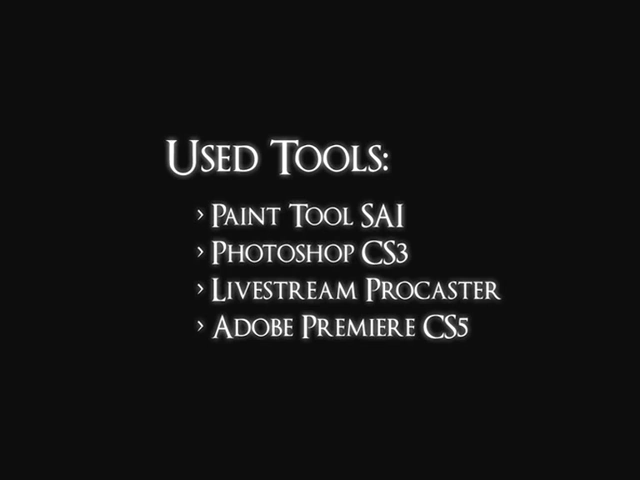 Used Tools:
› Paint Tool SAI
› Photoshop CS3
› Livestream Procaster
› Adobe Premiere CS5